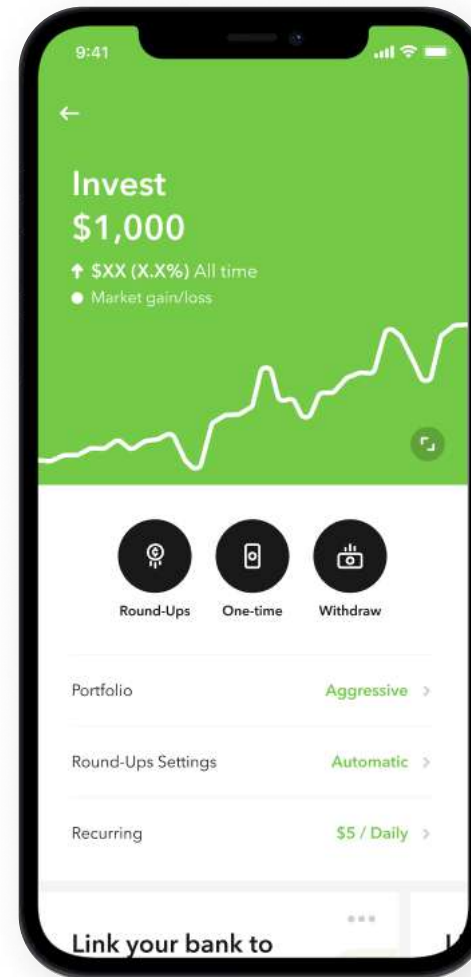 9:41
Invest
$1,000
$XX (X.X%) All time
Market gain/loss
Round-Ups One-time Withdraw
Portfolio Aggressive
Round-Ups Settings Automatic
Recurring $5 / Daily
Link your bank to